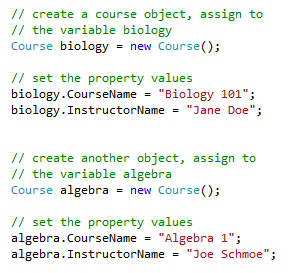 // create a course object, assign to
// the variable biology
Course biology = new Course();
// set the property values
biology.CourseName = "Biology 101";
biology.InstructorName = "Jane Doe";
// create another object, assign to
// the variable algebra
Course algebra = new Course();
// set the property values
algebra.CourseName = "Algebra 1";
algebra.InstructorName = "Joe Schmoe";